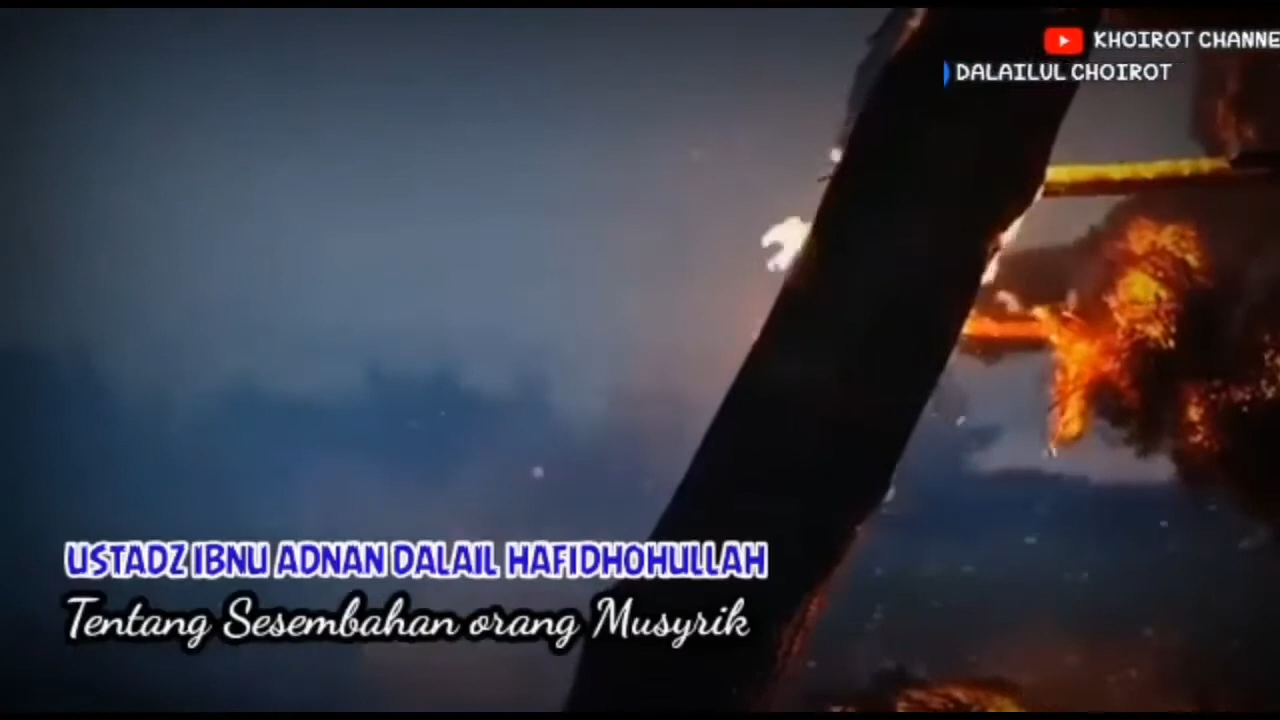 KHOIROT CHANNE
DALAILUL CHOIROT
USTADZ IBNU ADNAN DALAIL HAFIDHOHULLAH
Tentang Sesembahan orang Musyrik